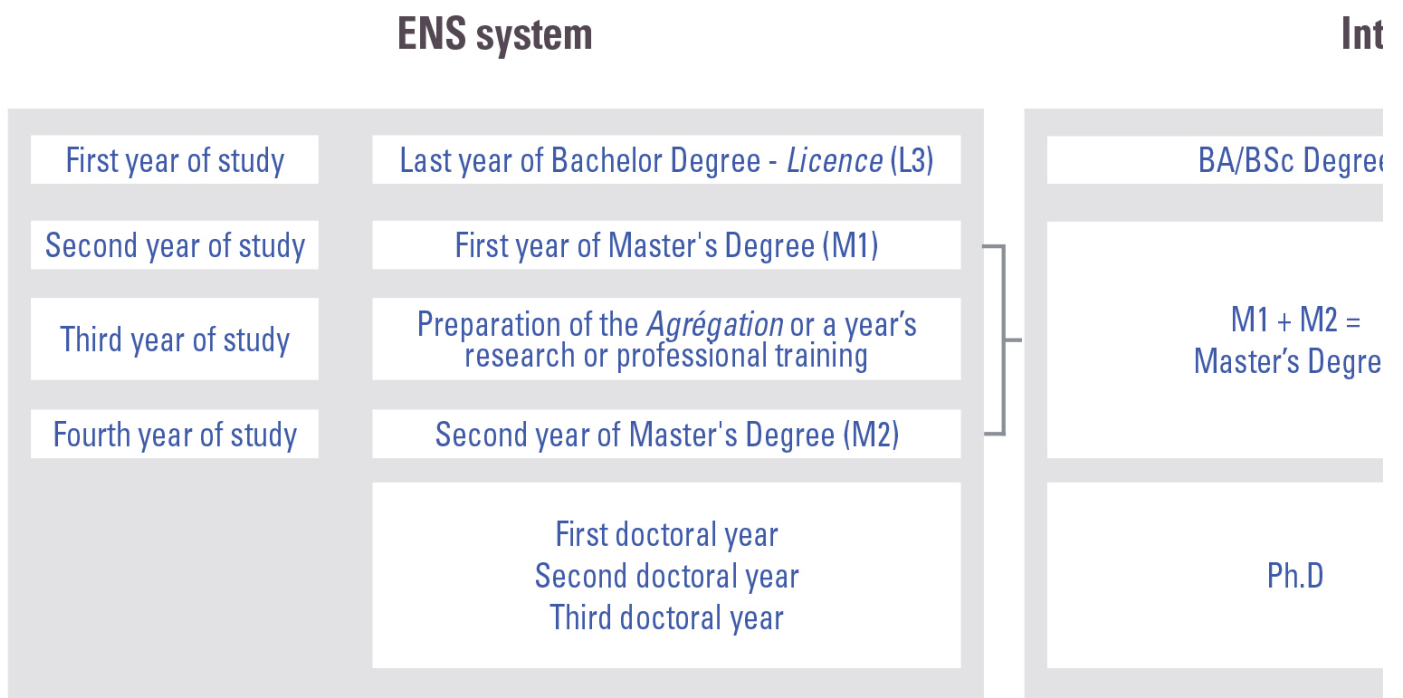 ENS system
Int
First year of study
Last year of Bachelor Degree - Licence (L3)
BA/BSc Degree
Second year of study
First year of Master's Degree (M1)
Third year of study
Preparation of the Agrégation or a year’s
research or professional training
M1 + M2 =
Master’s Degre
Fourth year of study
Second year of Master's Degree (M2)
First doctoral year
Second doctoral year
Third doctoral year
Ph.D